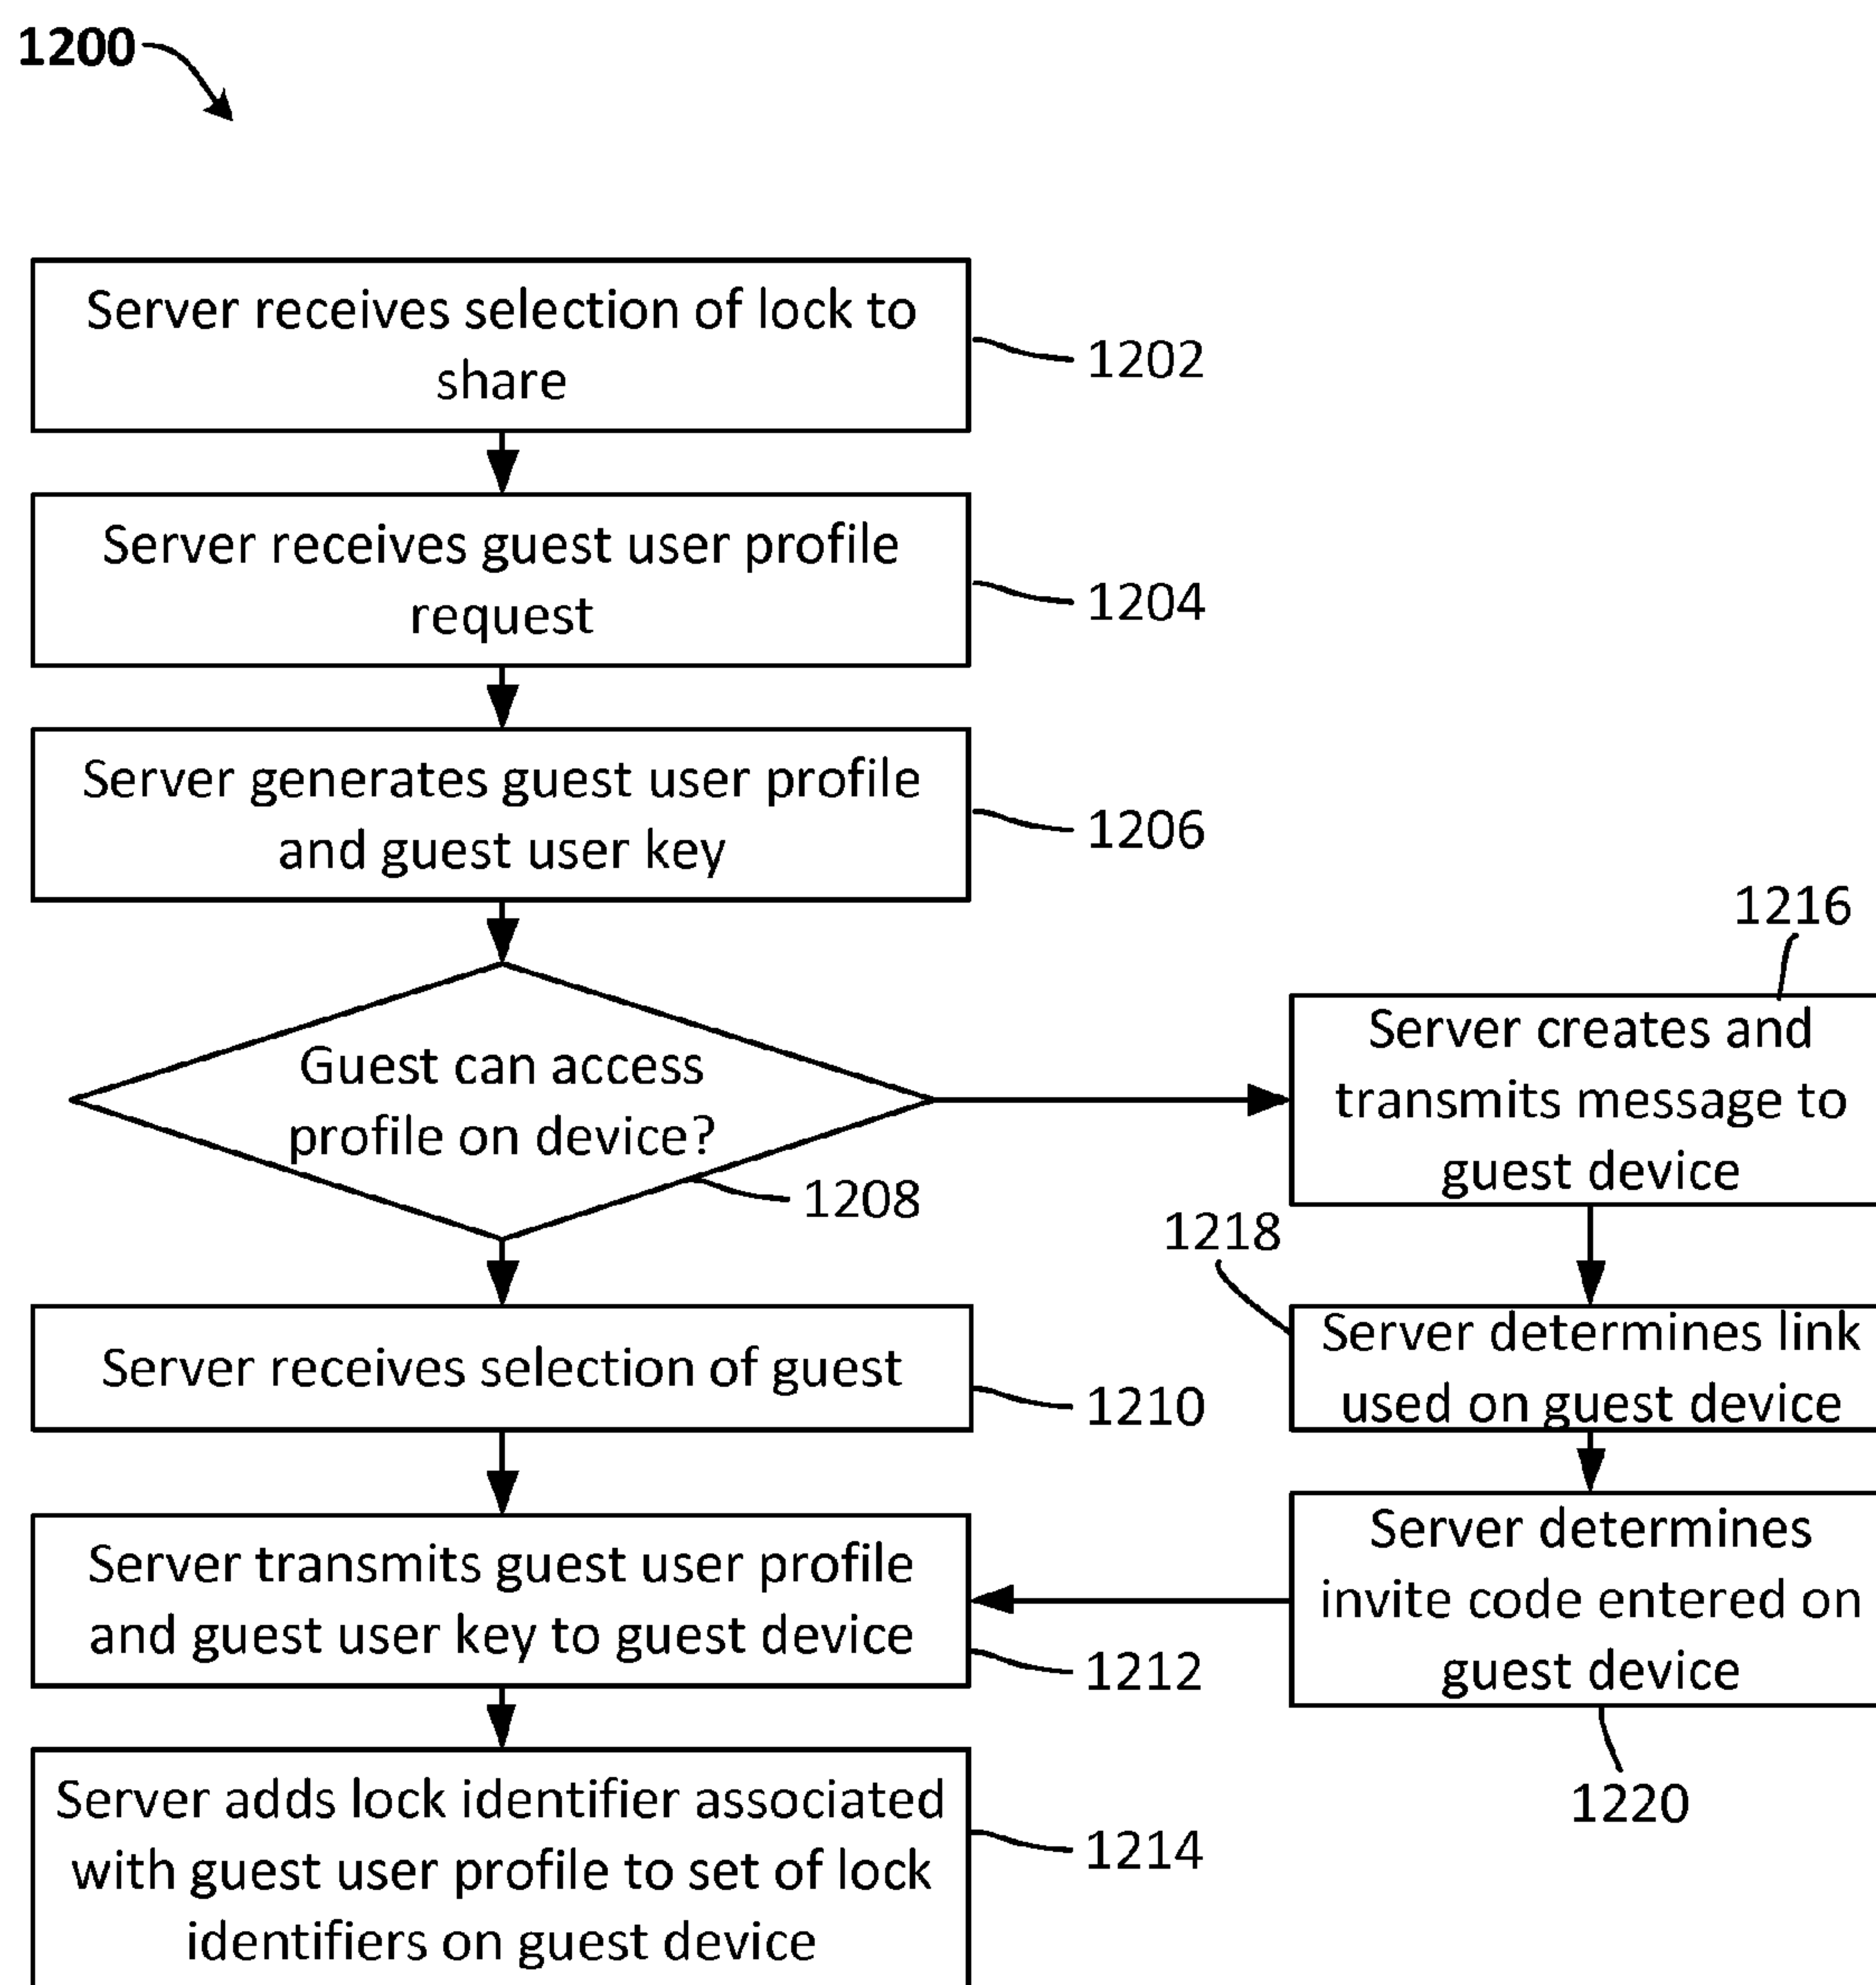 1200
Server receives selection of lock to
share
1202
Server receives guest user profile
request
1204
Server generates guest user profile
and guest user key
1206
Guest can access
profile on device?
1208
Server receives selection of guest
1210
Server transmits guest user profile
and guest user key to guest device
1212
Server adds lock identifier associated
with guest user profile to set of lock
identifiers on guest device
1214
1216
Server creates and
transmits message to
guest device
1218
Server determines link
used on guest device
Server determines
invite code entered on
guest device
1220